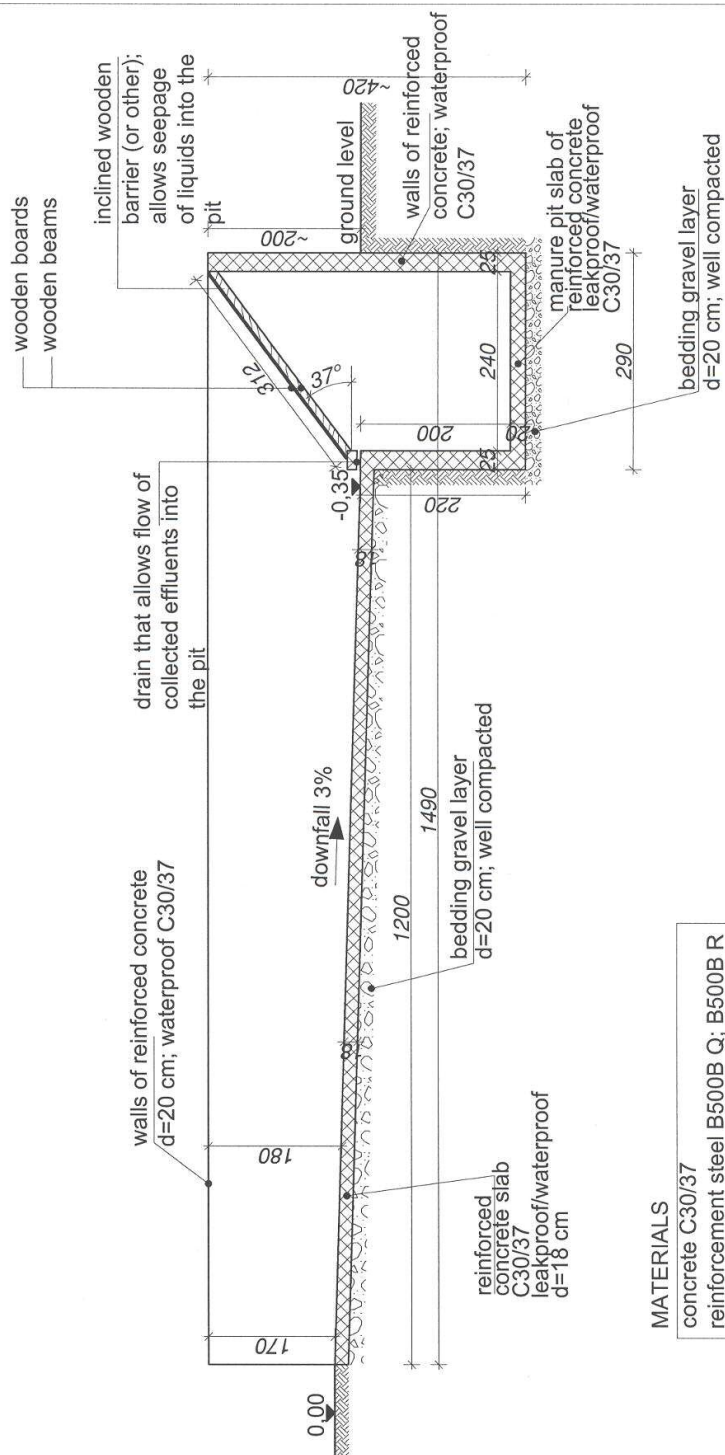 wooden boards
wooden beams
inclined wooden
barrier (or other);
allows seepage
of liquids into the
pit
drain that allows flow of
collected effluents into
the pit
walls of reinforced concrete
d=20 cm; waterproof C30/37
~200
~420
ground level
312
37°
-0,35
0,00
170
180
18
18
downfall 3%
200
220
240
25
25
20
290
1200
1490
walls of reinforced
concrete; waterproof
C30/37
manure pit slab of
reinforced concrete
leakproof/waterproof
C30/37
bedding gravel layer
d=20 cm; well compacted
bedding gravel layer
d=20 cm; well compacted
reinforced
concrete slab
C30/37
leakproof/waterproof
d=18 cm
MATERIALS
concrete C30/37
reinforcement steel B500B Q; B500B R